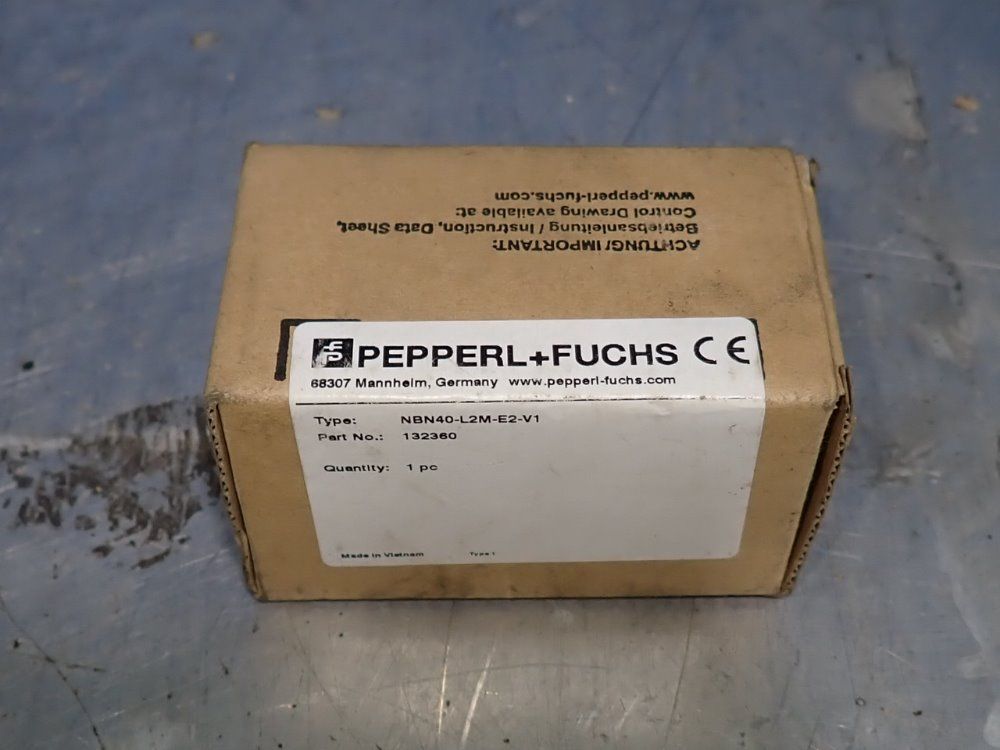 ACHTUNG/IMPORTANT:
Betriebsanleitung / Instruction, Data Sheet,
Control Drawing available at:
www.pepperl-fuchs.com
PEPPERL+FUCHS CE
68307 Mannheim, Germany www.pepperl-fuchs.com
Type: NBN40-L2M-E2-V1
Part No.: 132360
Quantity: 1 pc
Made in Vietnam Type 1